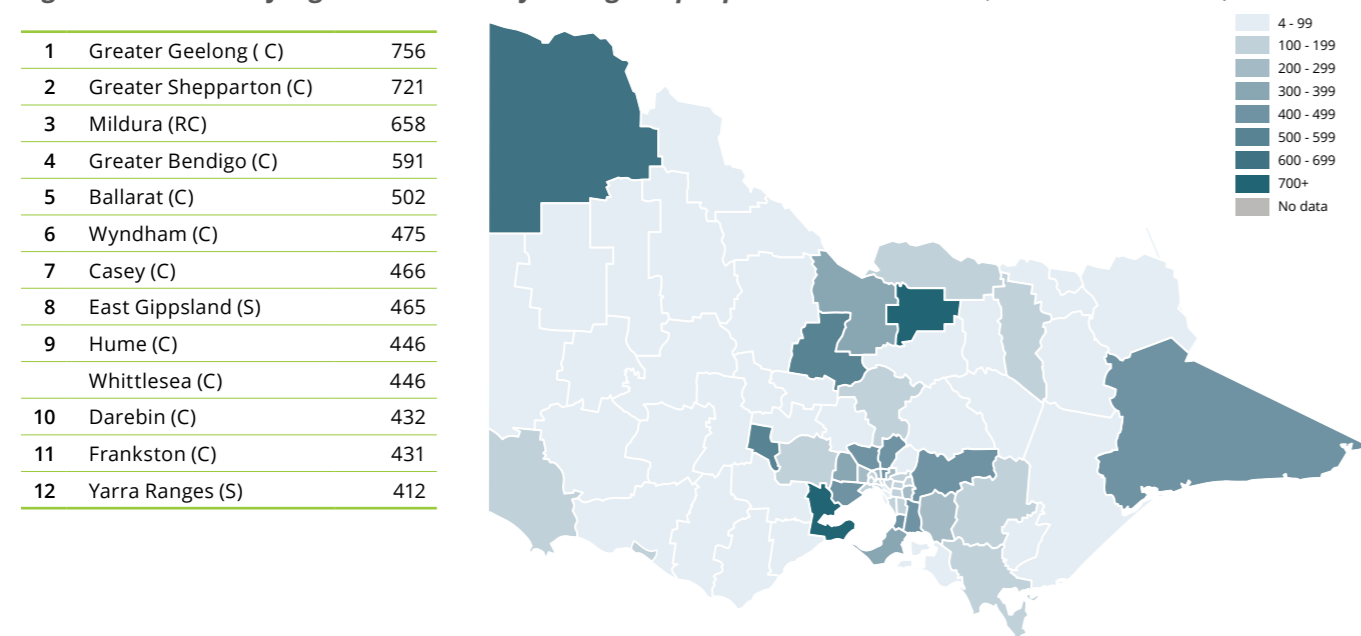 1 Greater Geelong ( C) 756
2 Greater Shepparton (C) 721
3 Mildura (RC) 658
4 Greater Bendigo (C) 591
5 Ballarat (C) 502
6 Wyndham (C) 475
7 Casey (C) 466
8 East Gippsland (S) 465
9 Hume (C) 446
Whittlesea (C) 446
10 Darebin (C) 432
11 Frankston (C) 431
12 Yarra Ranges (S) 412
4 - 99
100 - 199
200 - 299
300 - 399
400 - 499
500 - 599
600 - 699
700+
No data